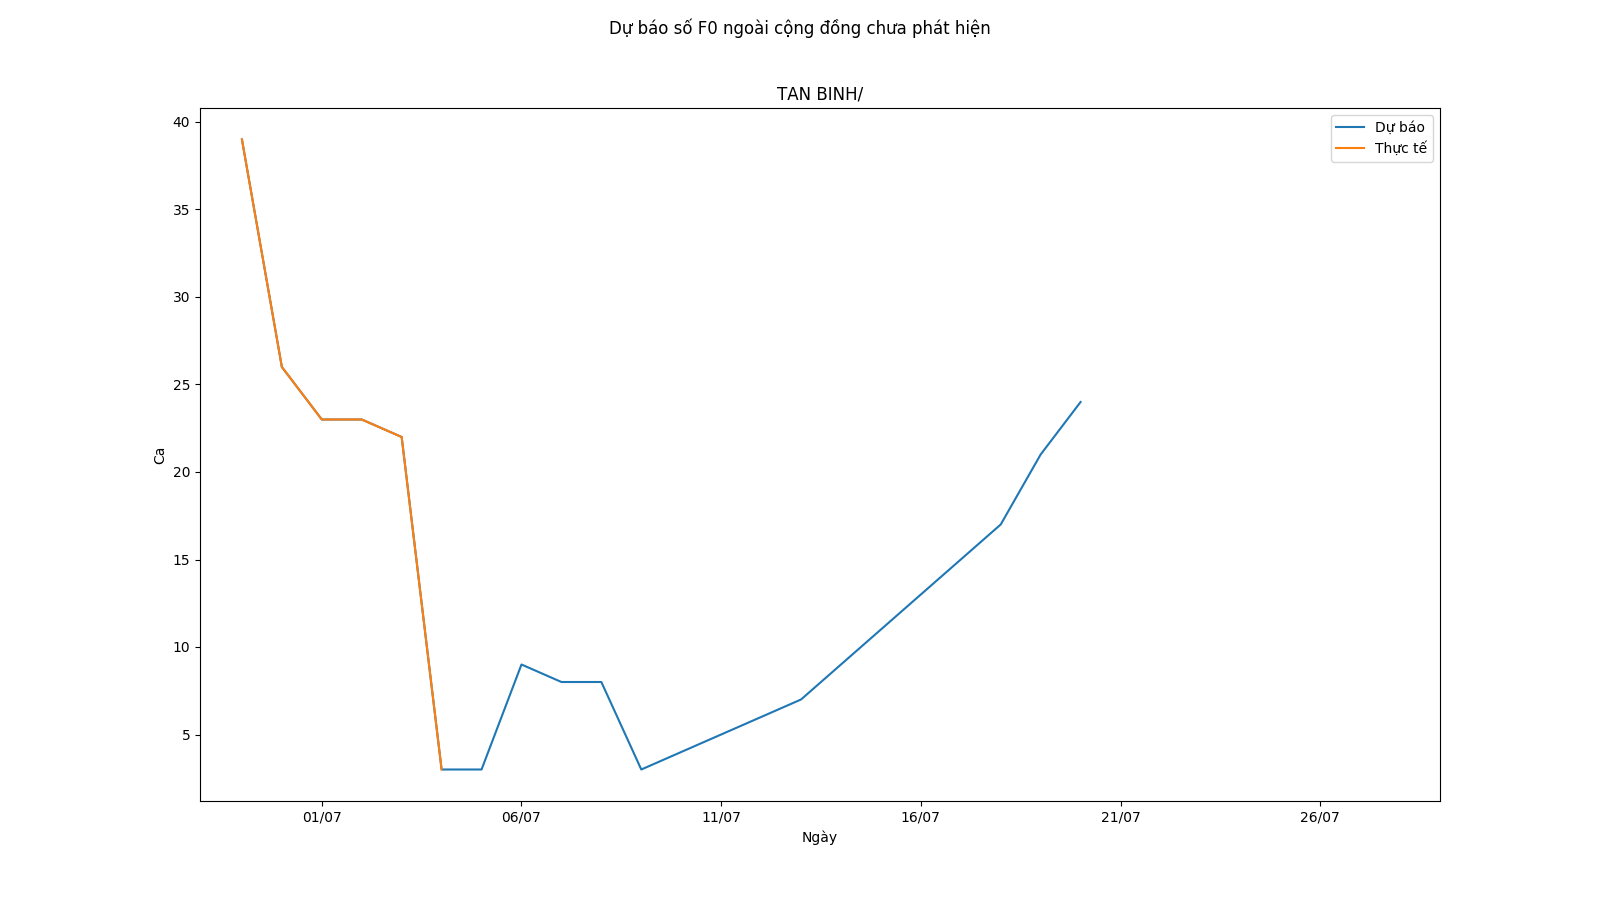 Dự báo số F0 ngoài cộng đồng chưa phát hiện
TAN BINH/
Dự báo
Thực tế
40
35
30
25
20
15
10
5
Ca
01/07
06/07
11/07
16/07
21/07
26/07
Ngày